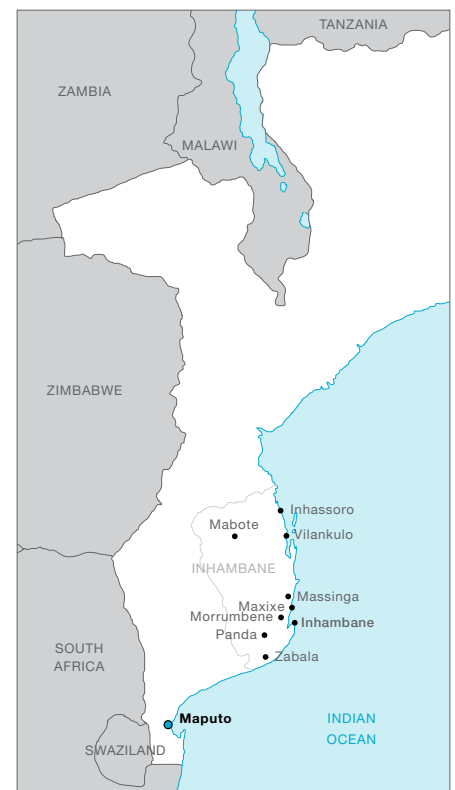 TANZANIA
ZAMBIA
MALAWI
ZIMBABWE
Inhassoro
Mabote
Vilankulo
INHAMBANE
Massinga
Maxixe
Morrumbene
Inhambane
Panda
Zabala
SOUTH
AFRICA
Maputo
INDIAN
OCEAN
SWAZILAND